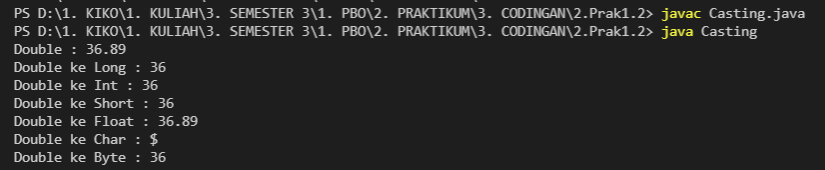 PS D:\1. KIKO\1. KULIAH\3. SEMESTER 3\1. PBO\2. PRAKTIKUM\3. CODINGAN\2.Prak1.2> javac Casting.java
PS D:\1. KIKO\1. KULIAH\3. SEMESTER 3\1. PBO\2. PRAKTIKUM\3. CODINGAN\2.Prak1.2> java Casting
Double : 36.89
Double ke Long : 36
Double ke Int : 36
Double ke Short : 36
Double ke Float : 36.89
Double ke Char : $
Double ke Byte : 36